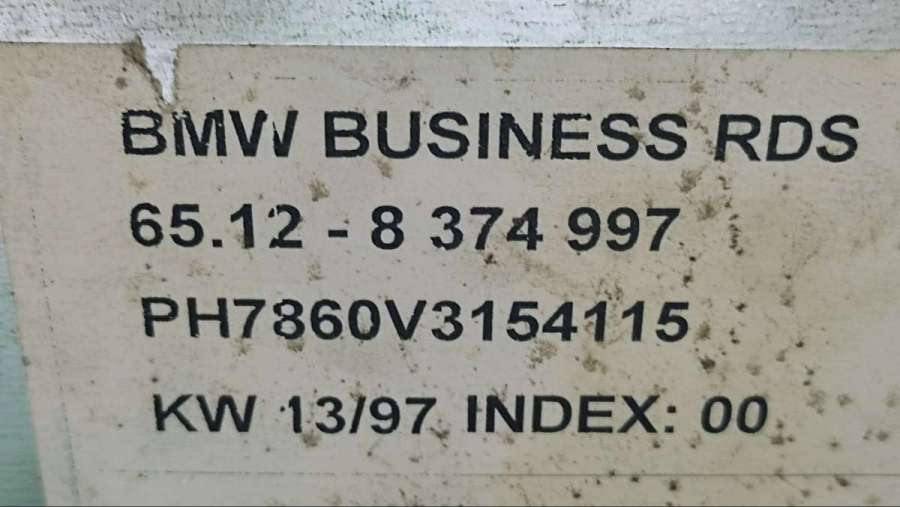 BMW BUSINESS RDS
65.12 - 8 374 997
PH7860V3154115
KW 13/97 INDEX: 00